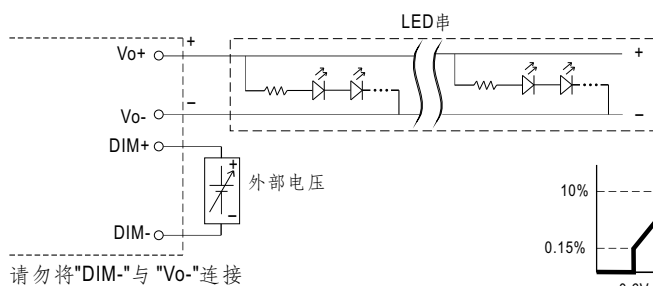 LED串
Vo+
+
+
−
Vo-
−
DIM+
+
外部电压
−
10%
DIM-
0.15%
请勿将"DIM-"与 "Vo-"连接